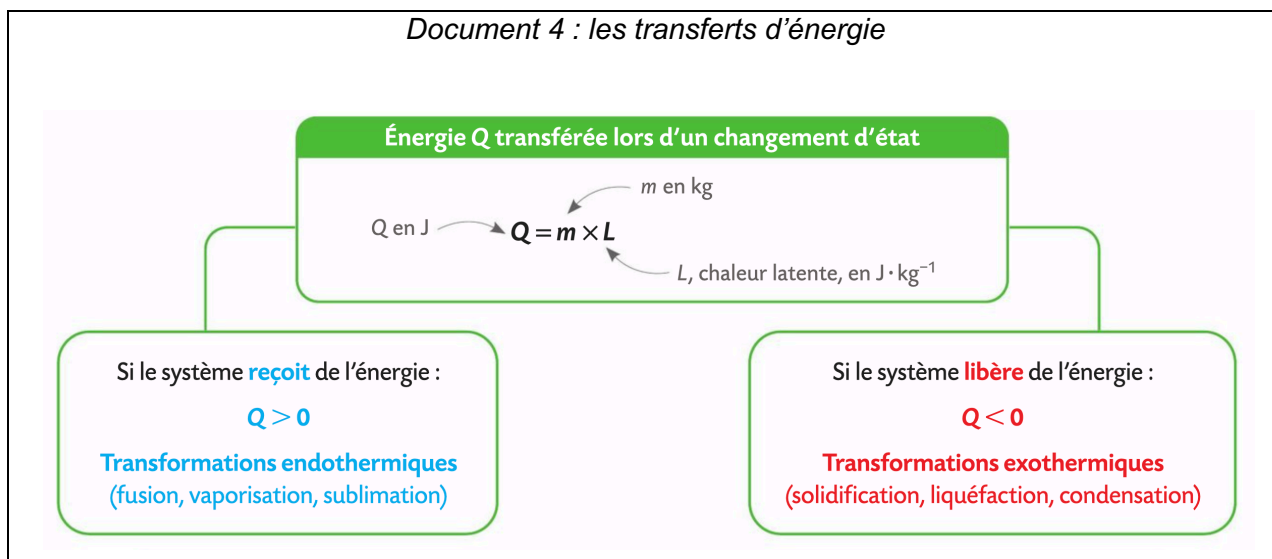 Document 4 : les transferts d’énergie
Énergie Q transférée lors d’un changement d’état
m en kg
Q en J
Q = m × L
L, chaleur latente, en J·kg⁻¹
Si le système reçoit de l’énergie :
Q > 0
Transformations endothermiques
(fusion, vaporisation, sublimation)
Si le système libère de l’énergie :
Q < 0
Transformations exothermiques
(solidification, liquéfaction, condensation)